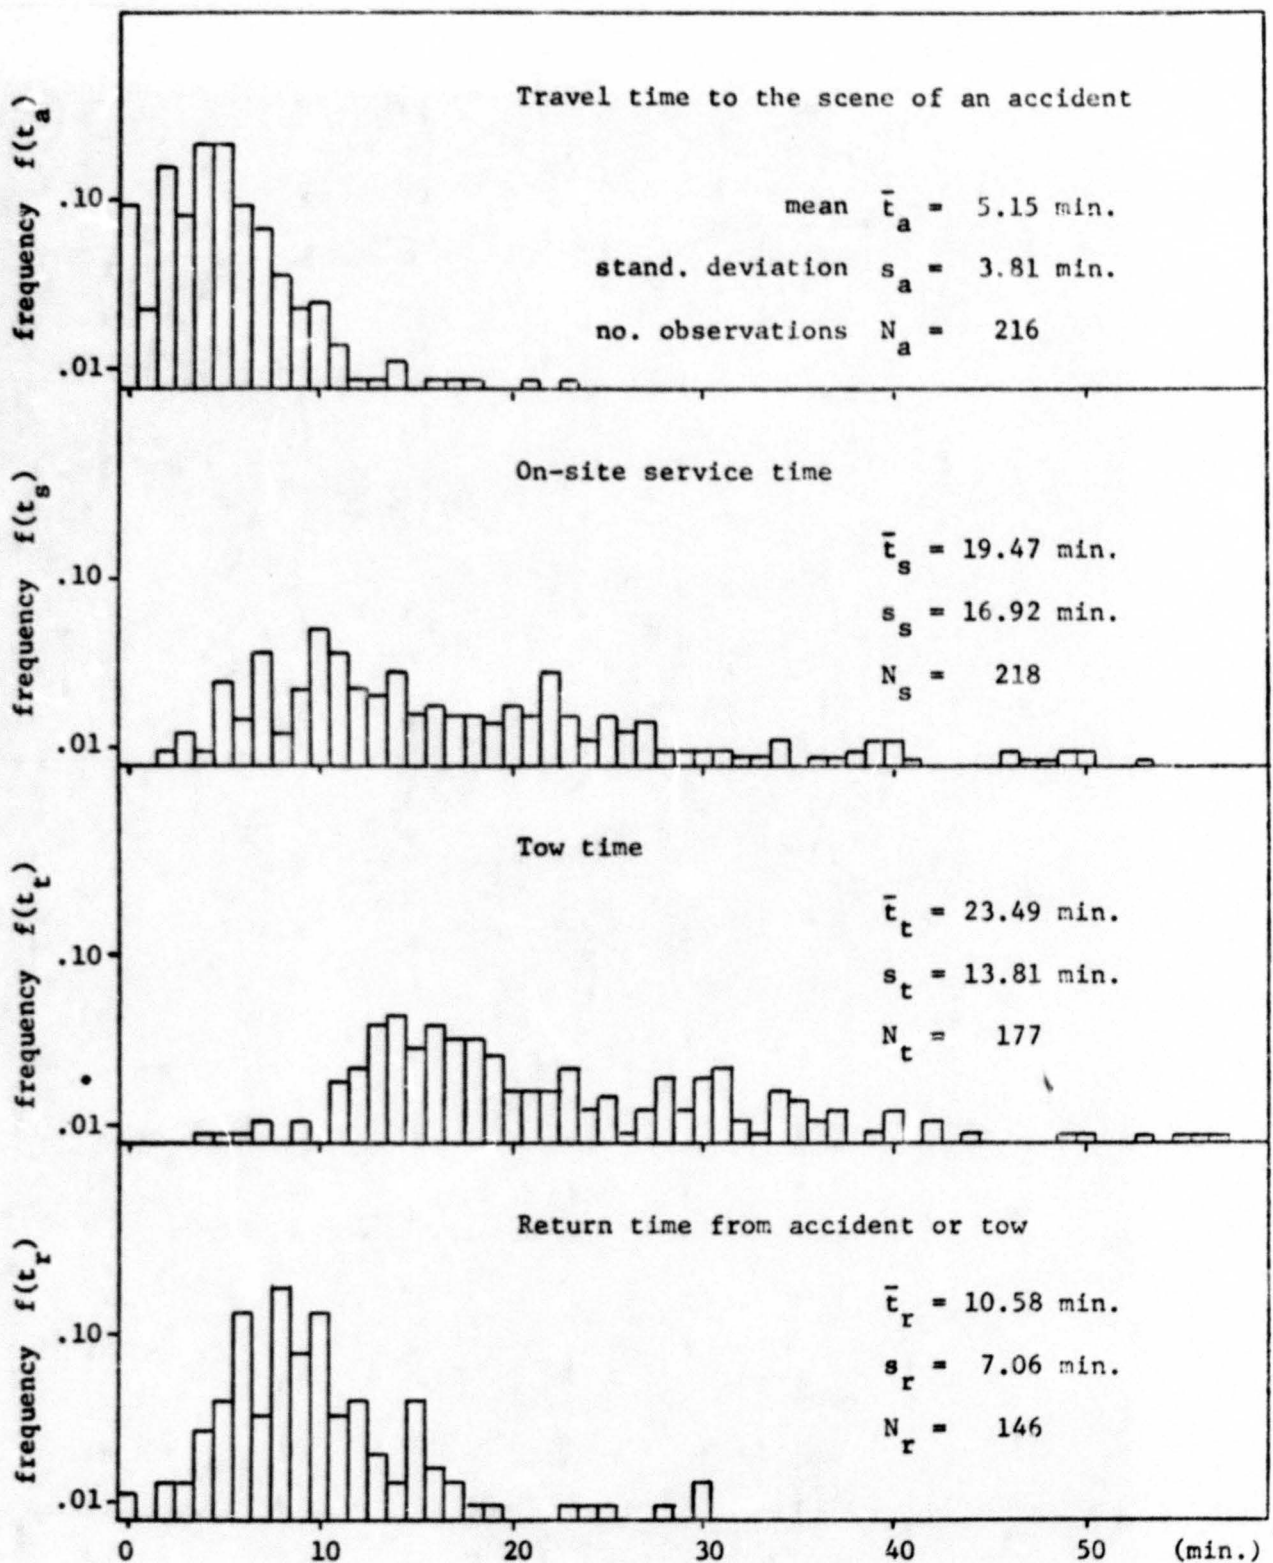 Travel time to the scene of an accident
frequency f(t_a)
.10
mean t̄_a = 5.15 min.
stand. deviation s_a = 3.81 min.
no. observations N_a = 216
.01
On-site service time
frequency f(t_s)
t̄_s = 19.47 min.
.10
s_s = 16.92 min.
N_s = 218
.01
Tow time
frequency f(t_t)
t̄_t = 23.49 min.
.10
s_t = 13.81 min.
N_t = 177
.01
Return time from accident or tow
frequency f(t_r)
t̄_r = 10.58 min.
.10
s_r = 7.06 min.
N_r = 146
.01
0 10 20 30 40 50 (min.)